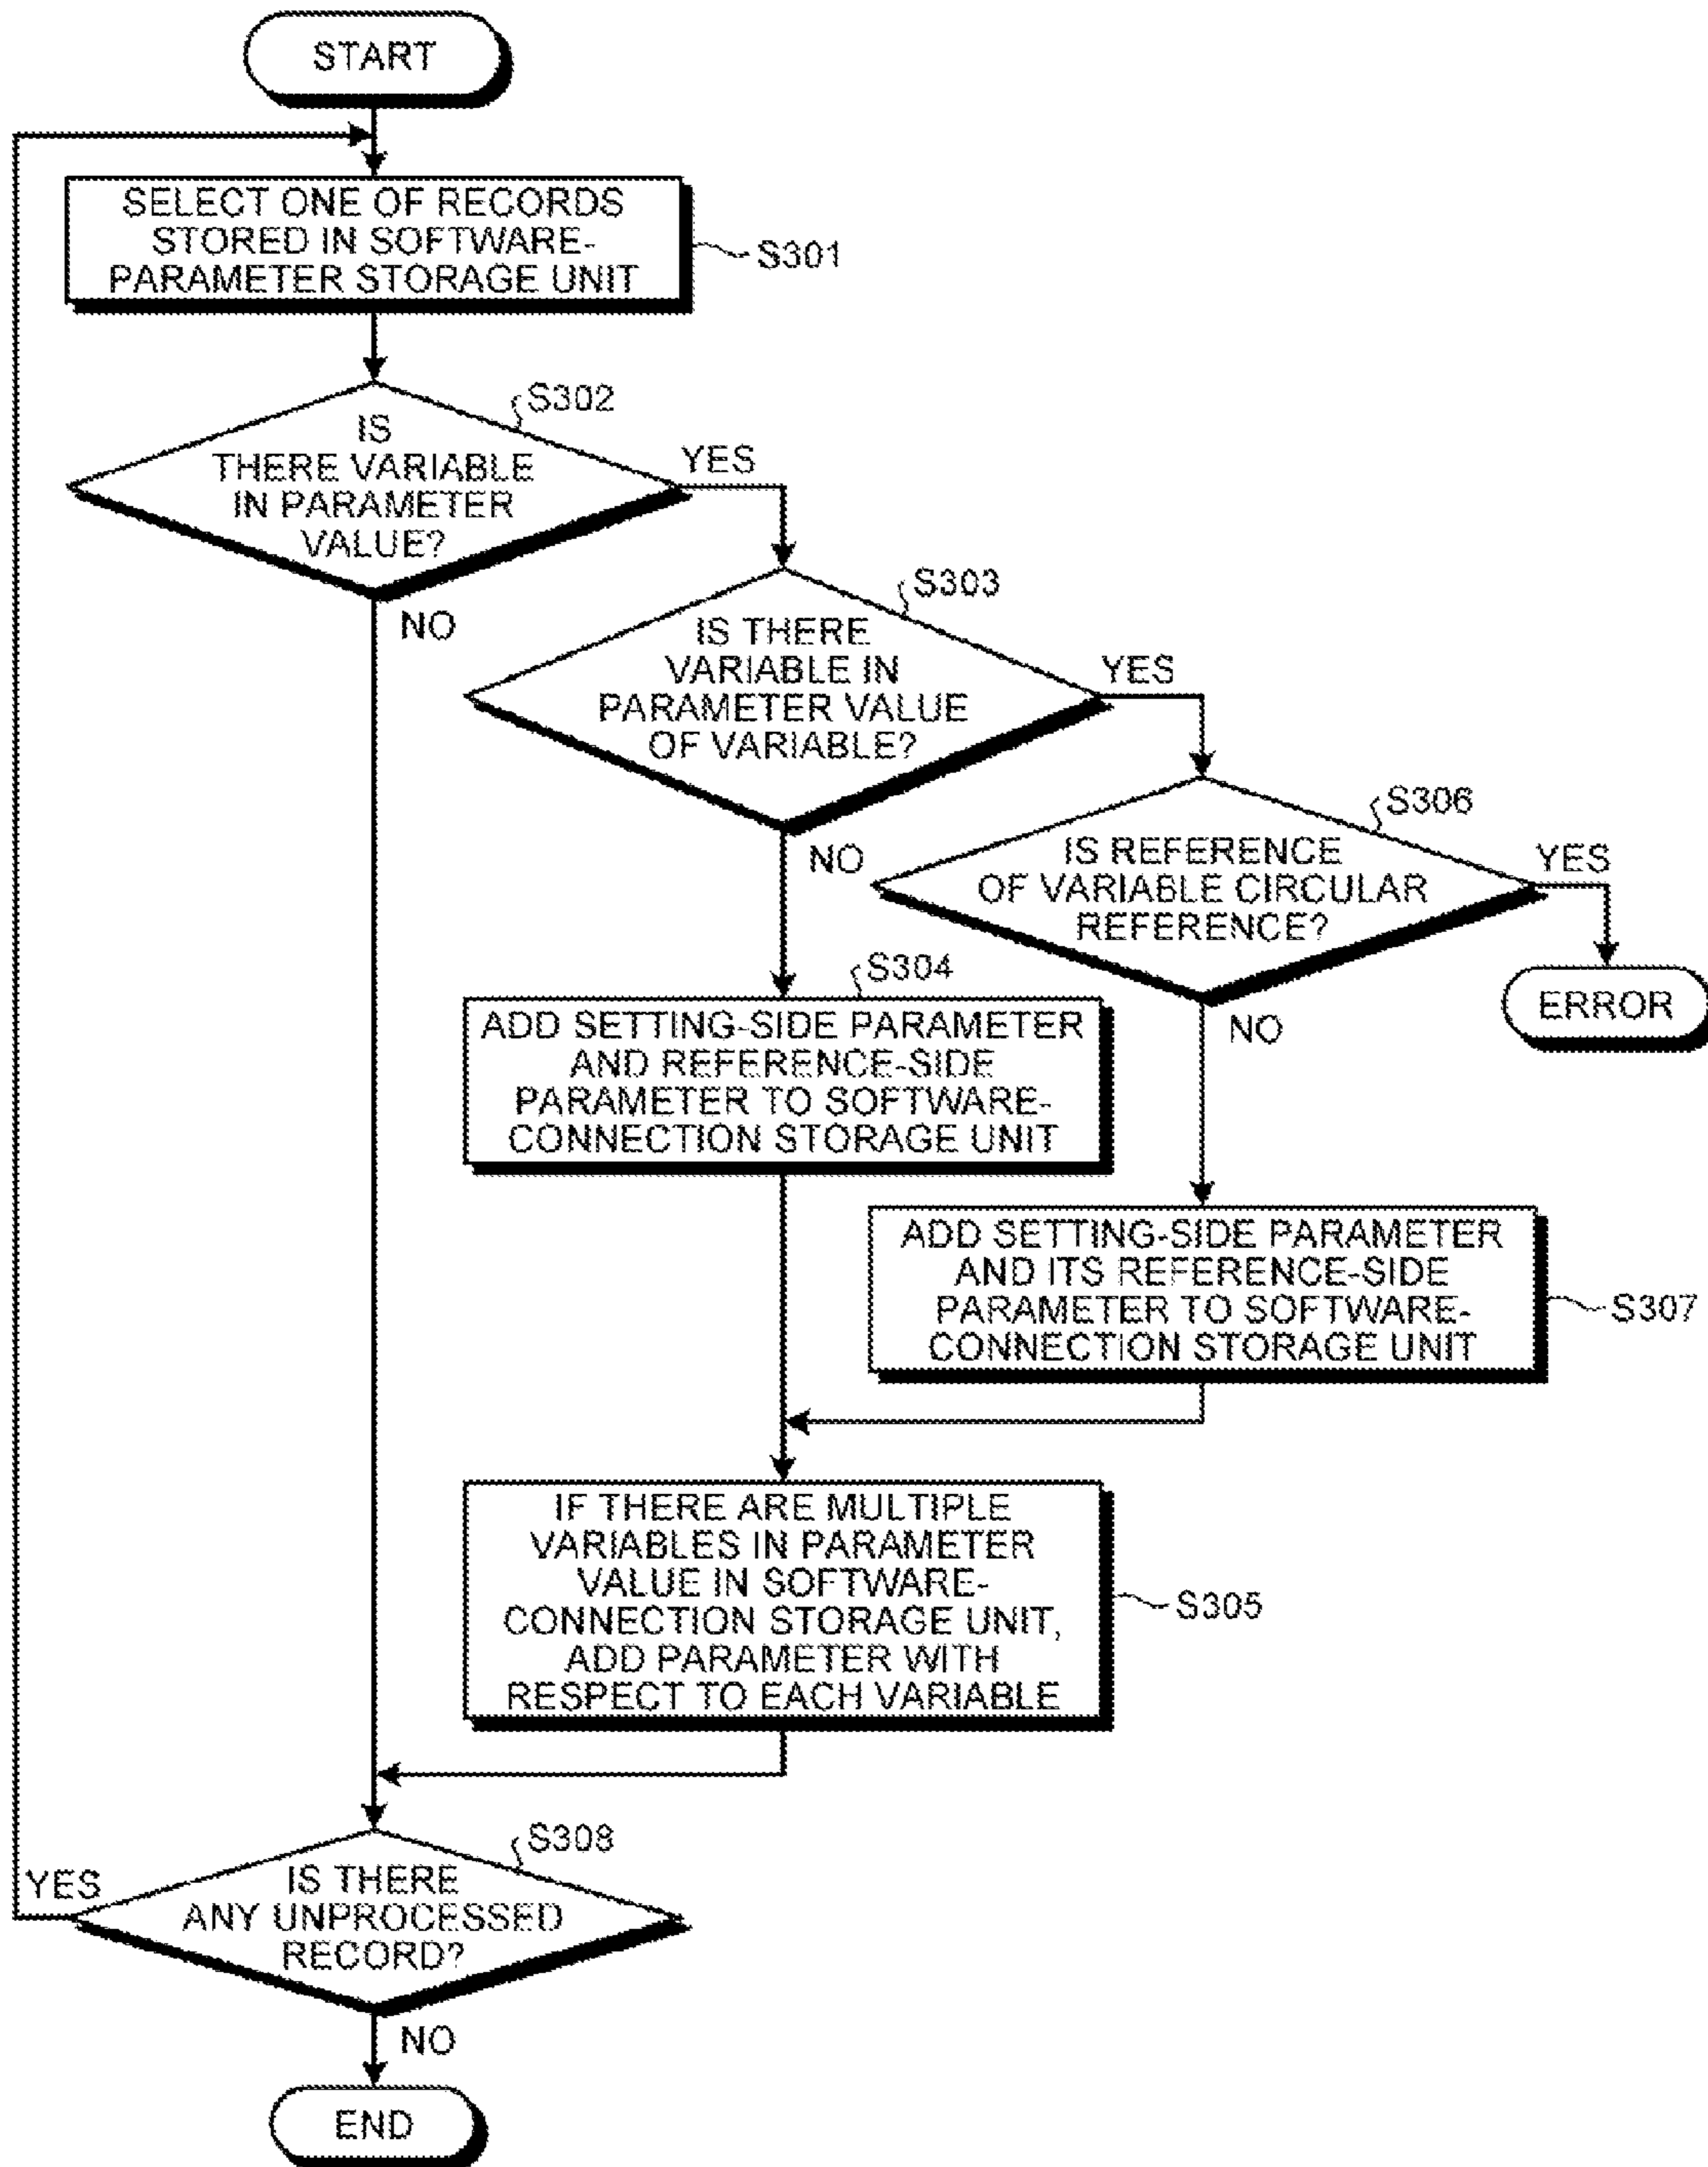 START
SELECT ONE OF RECORDS
STORED IN SOFTWARE-
PARAMETER STORAGE UNIT
S301
S302
IS
THERE VARIABLE
IN PARAMETER
VALUE?
YES
NO
S303
IS THERE
VARIABLE IN
PARAMETER VALUE
OF VARIABLE?
YES
NO
S306
IS REFERENCE
OF VARIABLE CIRCULAR
REFERENCE?
YES
ERROR
NO
S304
ADD SETTING-SIDE PARAMETER
AND REFERENCE-SIDE
PARAMETER TO SOFTWARE-
CONNECTION STORAGE UNIT
ADD SETTING-SIDE PARAMETER
AND ITS REFERENCE-SIDE
PARAMETER TO SOFTWARE-
CONNECTION STORAGE UNIT
S307
IF THERE ARE MULTIPLE
VARIABLES IN PARAMETER
VALUE IN SOFTWARE-
CONNECTION STORAGE UNIT,
ADD PARAMETER WITH
RESPECT TO EACH VARIABLE
S305
S308
IS THERE
ANY UNPROCESSED
RECORD?
YES
NO
END